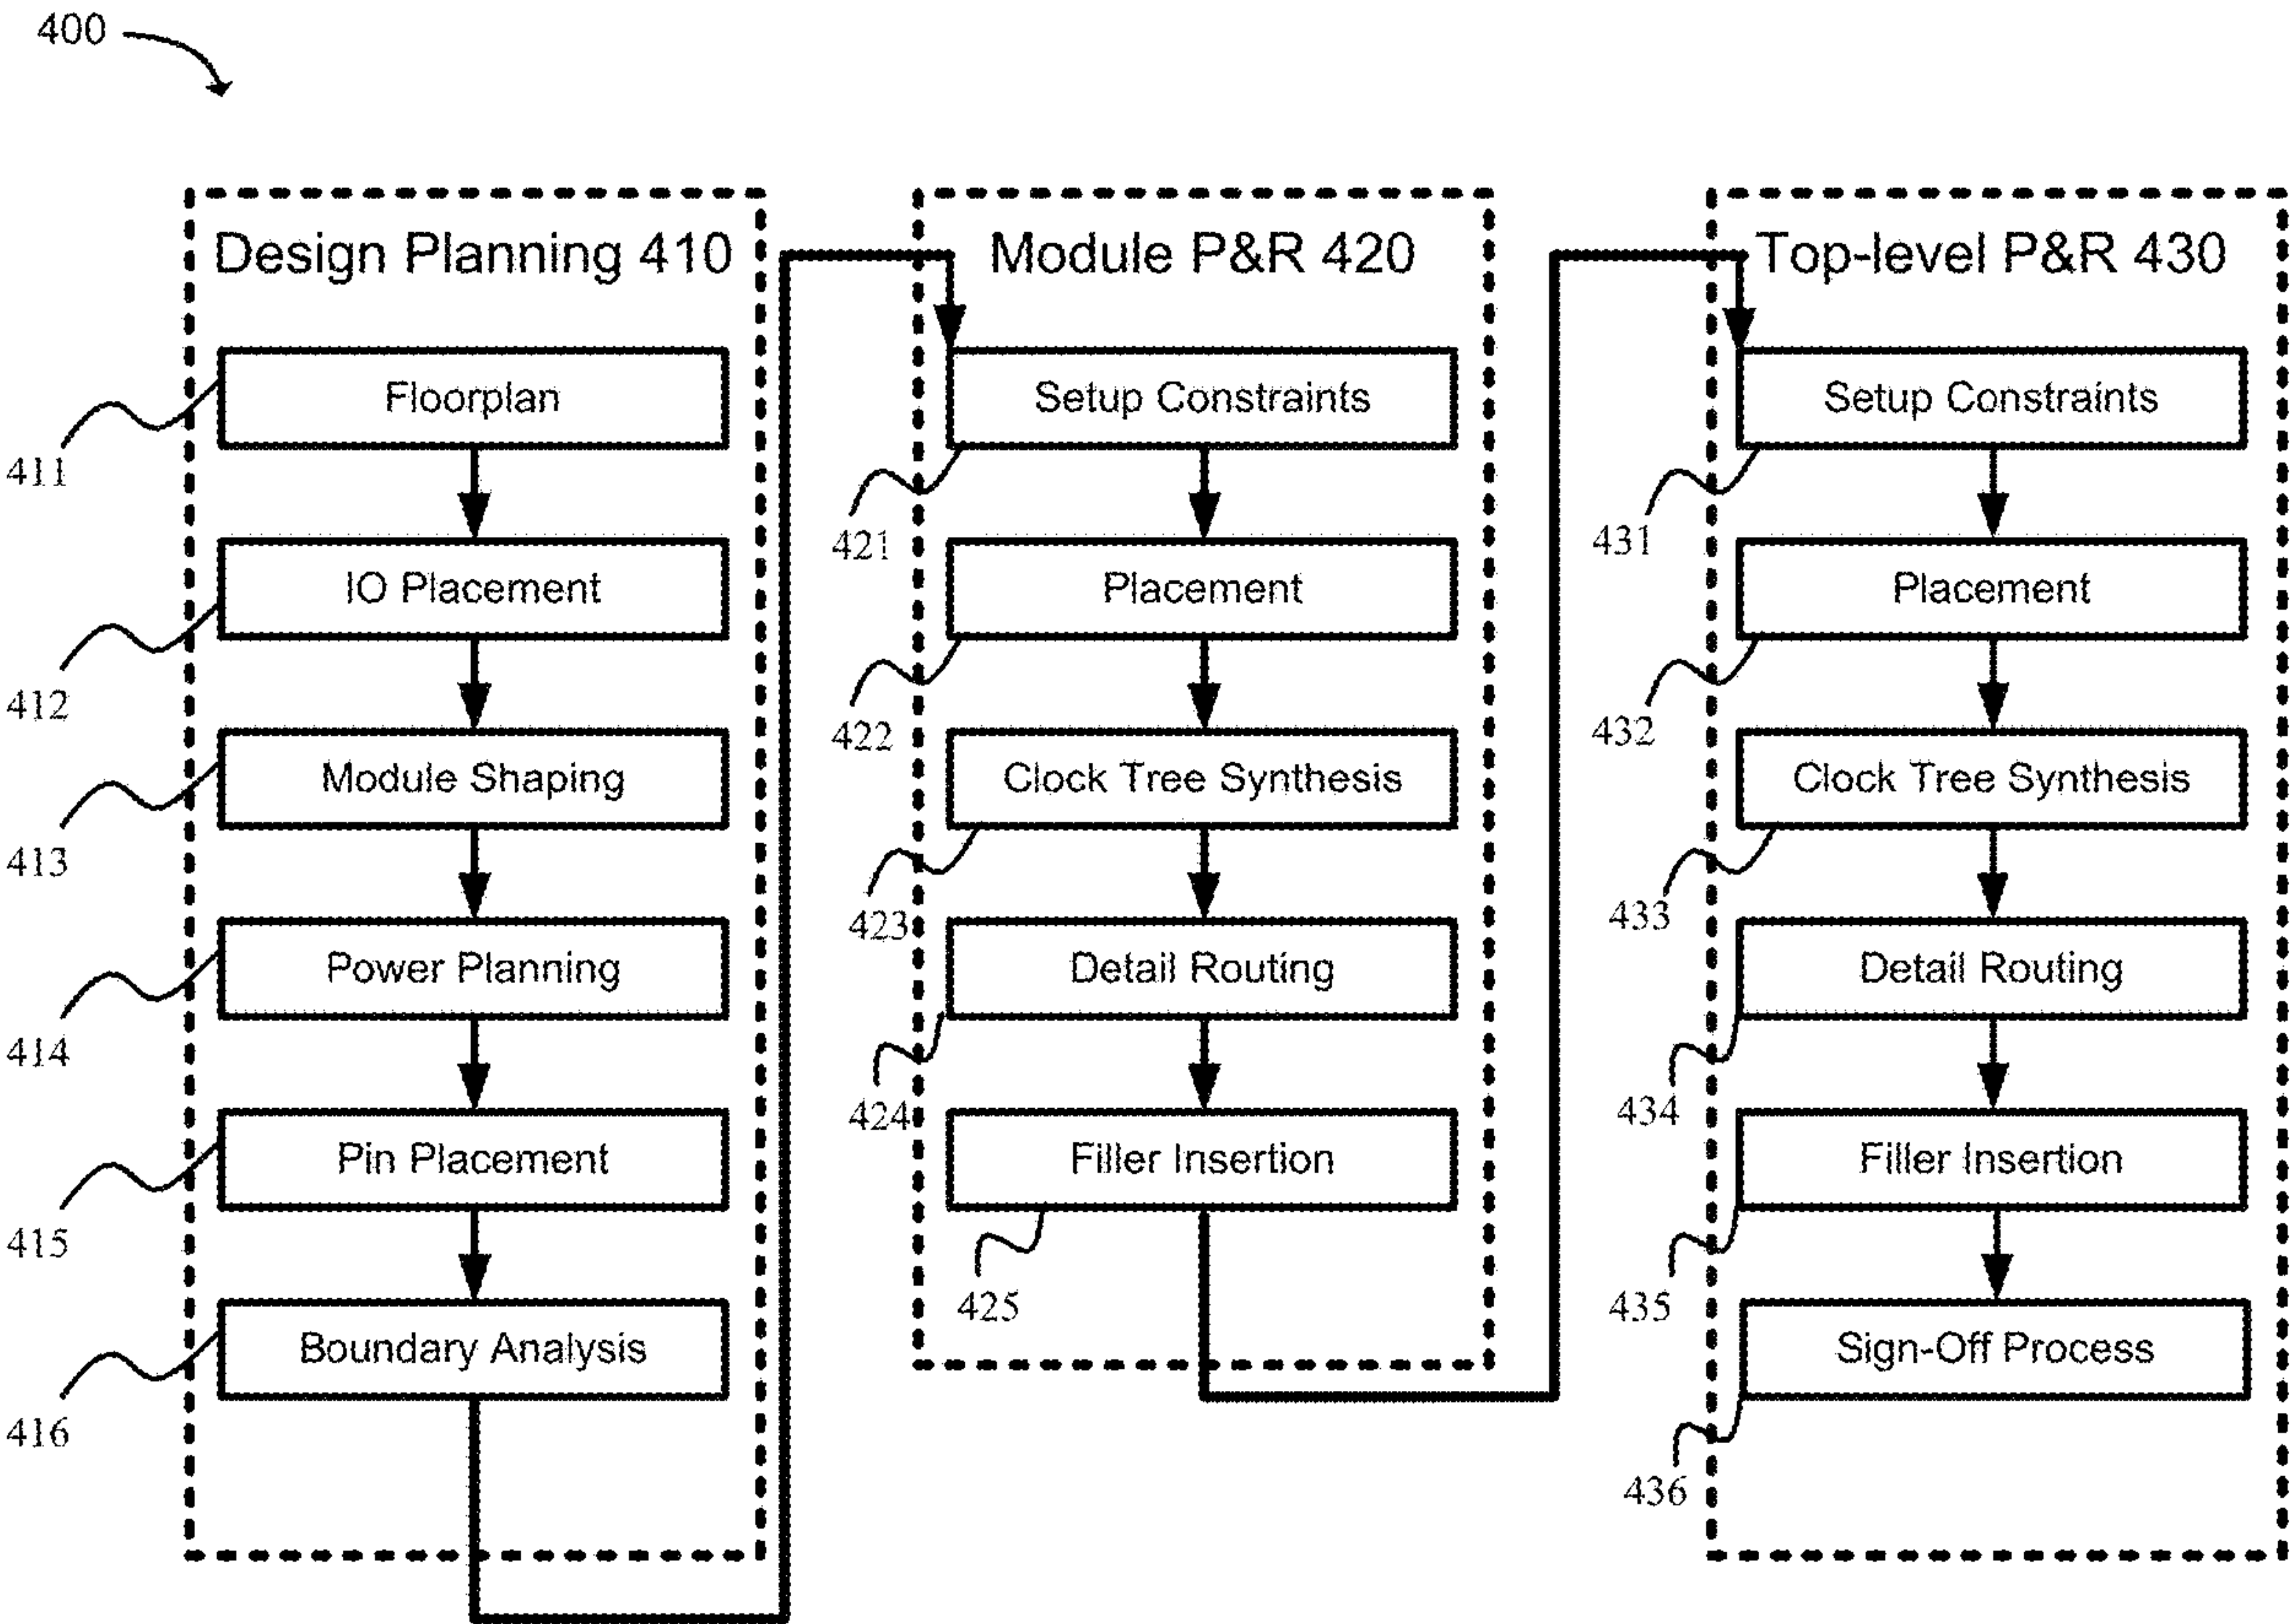 400
Design Planning 410
Floorplan
411
IO Placement
412
Module Shaping
413
Power Planning
414
Pin Placement
415
Boundary Analysis
416
Module P&R 420
Setup Constraints
421
Placement
422
Clock Tree Synthesis
423
Detail Routing
424
Filler Insertion
425
Top-level P&R 430
Setup Constraints
431
Placement
432
Clock Tree Synthesis
433
Detail Routing
434
Filler Insertion
435
Sign-Off Process
436